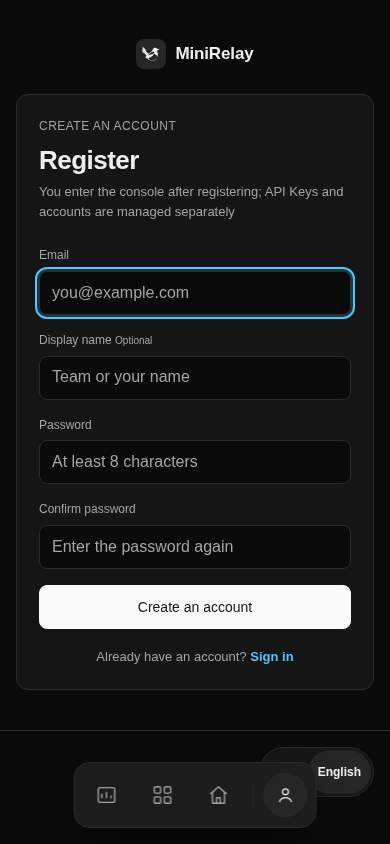 MiniRelay
CREATE AN ACCOUNT
Register
You enter the console after registering; API Keys and
accounts are managed separately
Email
you@example.com
Display name Optional
Team or your name
Password
At least 8 characters
Confirm password
Enter the password again
Create an account
Already have an account? Sign in
English